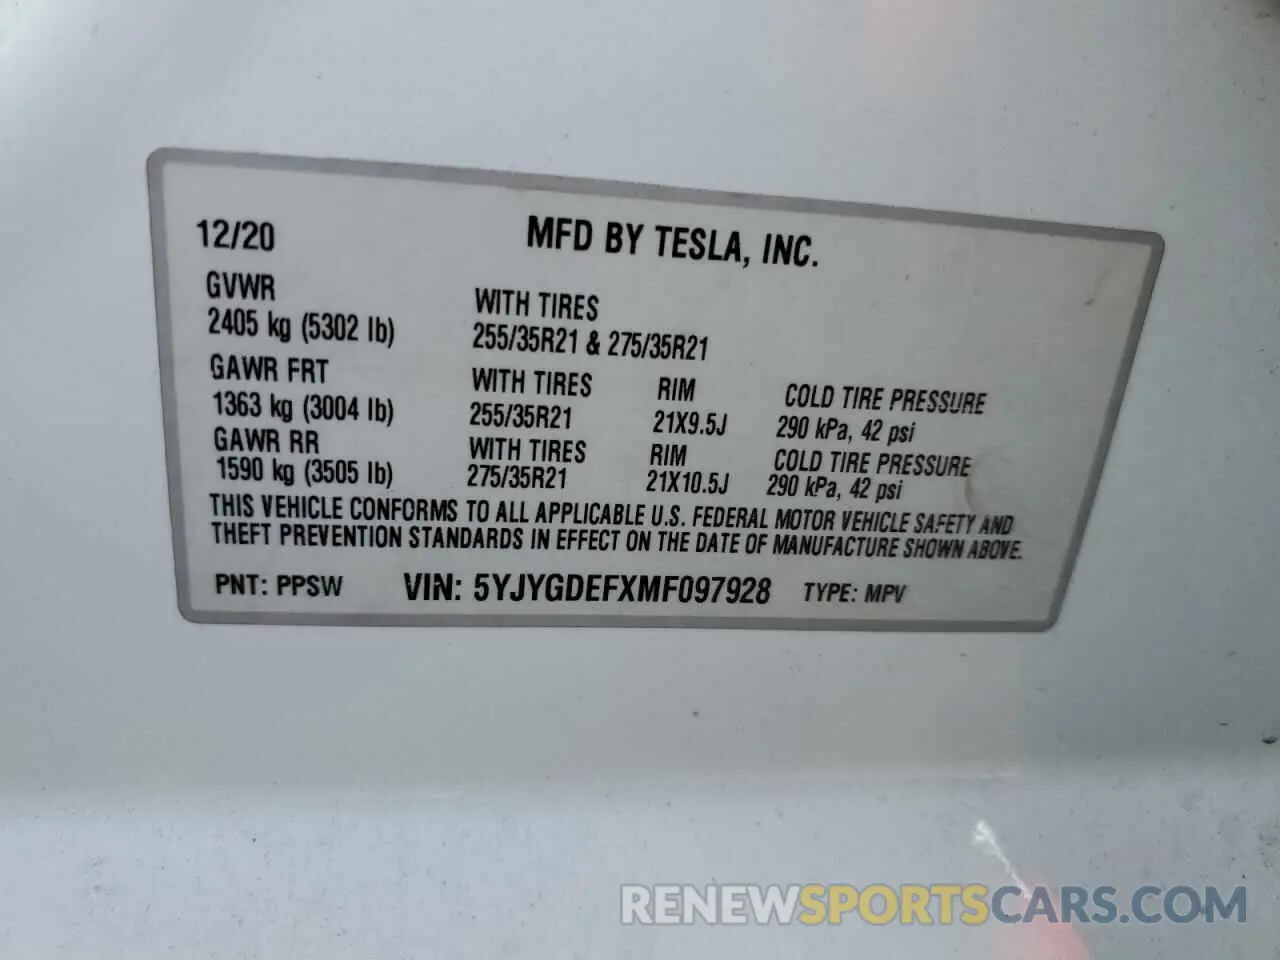 12/20 MFD BY TESLA, INC.
GVWR
2405 kg (5302 lb)
WITH TIRES
255/35R21 & 275/35R21
GAWR FRT WITH TIRES RIM COLD TIRE PRESSURE
1363 kg (3004 lb) 255/35R21 21X9.5J 290 kPa, 42 psi
GAWR RR WITH TIRES RIM COLD TIRE PRESSURE
1590 kg (3505 lb) 275/35R21 21X10.5J 290 kPa, 42 psi
THIS VEHICLE CONFORMS TO ALL APPLICABLE U.S. FEDERAL MOTOR VEHICLE SAFETY AND
THEFT PREVENTION STANDARDS IN EFFECT ON THE DATE OF MANUFACTURE SHOWN ABOVE.
PNT: PPSW VIN: 5YJYGDEFXMF097928 TYPE: MPV
RENEWSPORTSCARS.COM